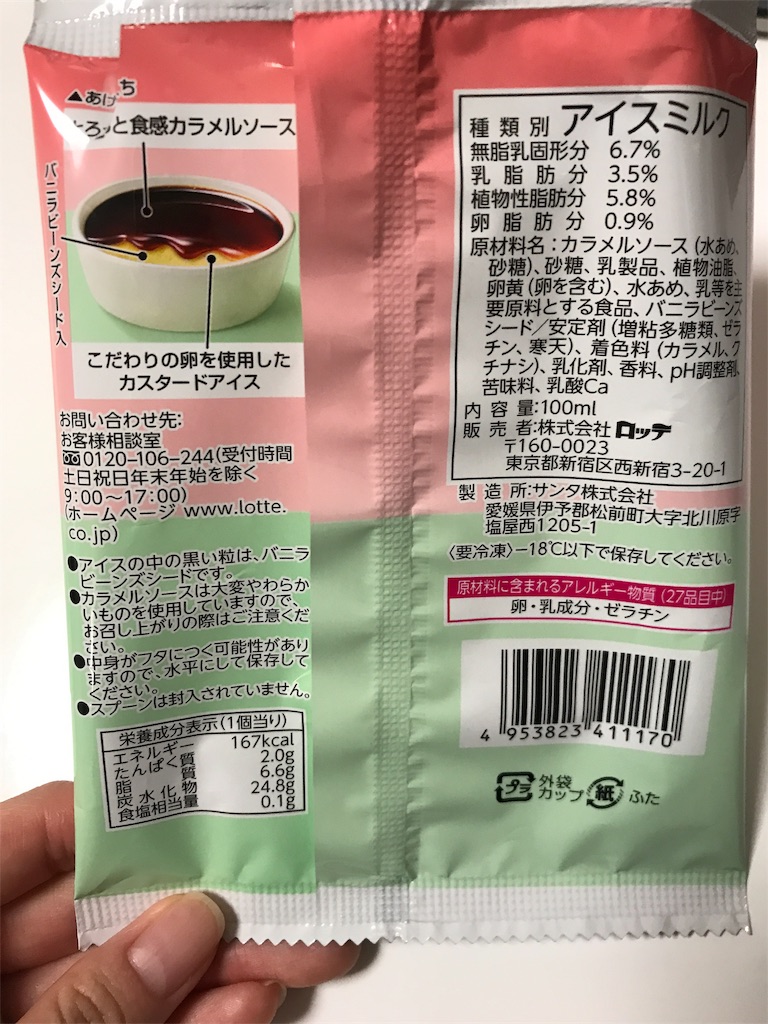 ▲あけ ち
とろッと食感カラメルソース
バニラビーンズシード入
こだわりの卵を使用した
カスタードアイス
お問い合わせ先:
お客様相談室
0120-106-244(受付時間
土日祝日年末年始を除く
9:00〜17:00)
(ホームページ www.lotte.
co.jp)
●アイスの中の黒い粒は、バニラ
ビーンズシードです。
●カラメルソースは大変やわらか
いものを使用していますので、
お召し上がりの際はご注意くだ
さい。
●中身がフタにつく可能性があり
ますので、水平にして保存して
ください。
●スプーンは封入されていません。
栄養成分表示(1個当り)
エネルギー 167kcal
たんぱく質 2.0g
脂質 6.6g
炭水化物 24.8g
食塩相当量 0.1g
種類別 アイスミルク
無脂乳固形分 6.7%
乳脂肪分 3.5%
植物性脂肪分 5.8%
卵脂肪分 0.9%
原材料名:カラメルソース(水あめ、
砂糖)、砂糖、乳製品、植物油脂、
卵黄(卵を含む)、水あめ、乳等を主
要原料とする食品、バニラビーンズ
シード/安定剤(増粘多糖類、ゼラ
チン、寒天)、着色料(カラメル、ク
チナシ)、乳化剤、香料、pH調整剤、
苦味料、乳酸Ca
内容量:100ml
販売者:株式会社 ロッテ
〒160-0023
東京都新宿区西新宿3-20-1
製造所:サンタ株式会社
愛媛県伊予郡松前町大字北川原字
塩屋西1205-1
〈要冷凍〉-18℃以下で保存してください。
原材料に含まれるアレルギー物質(27品目中)
卵・乳成分・ゼラチン
4 953823 411170
プラ 外袋 カップ 紙 ふた